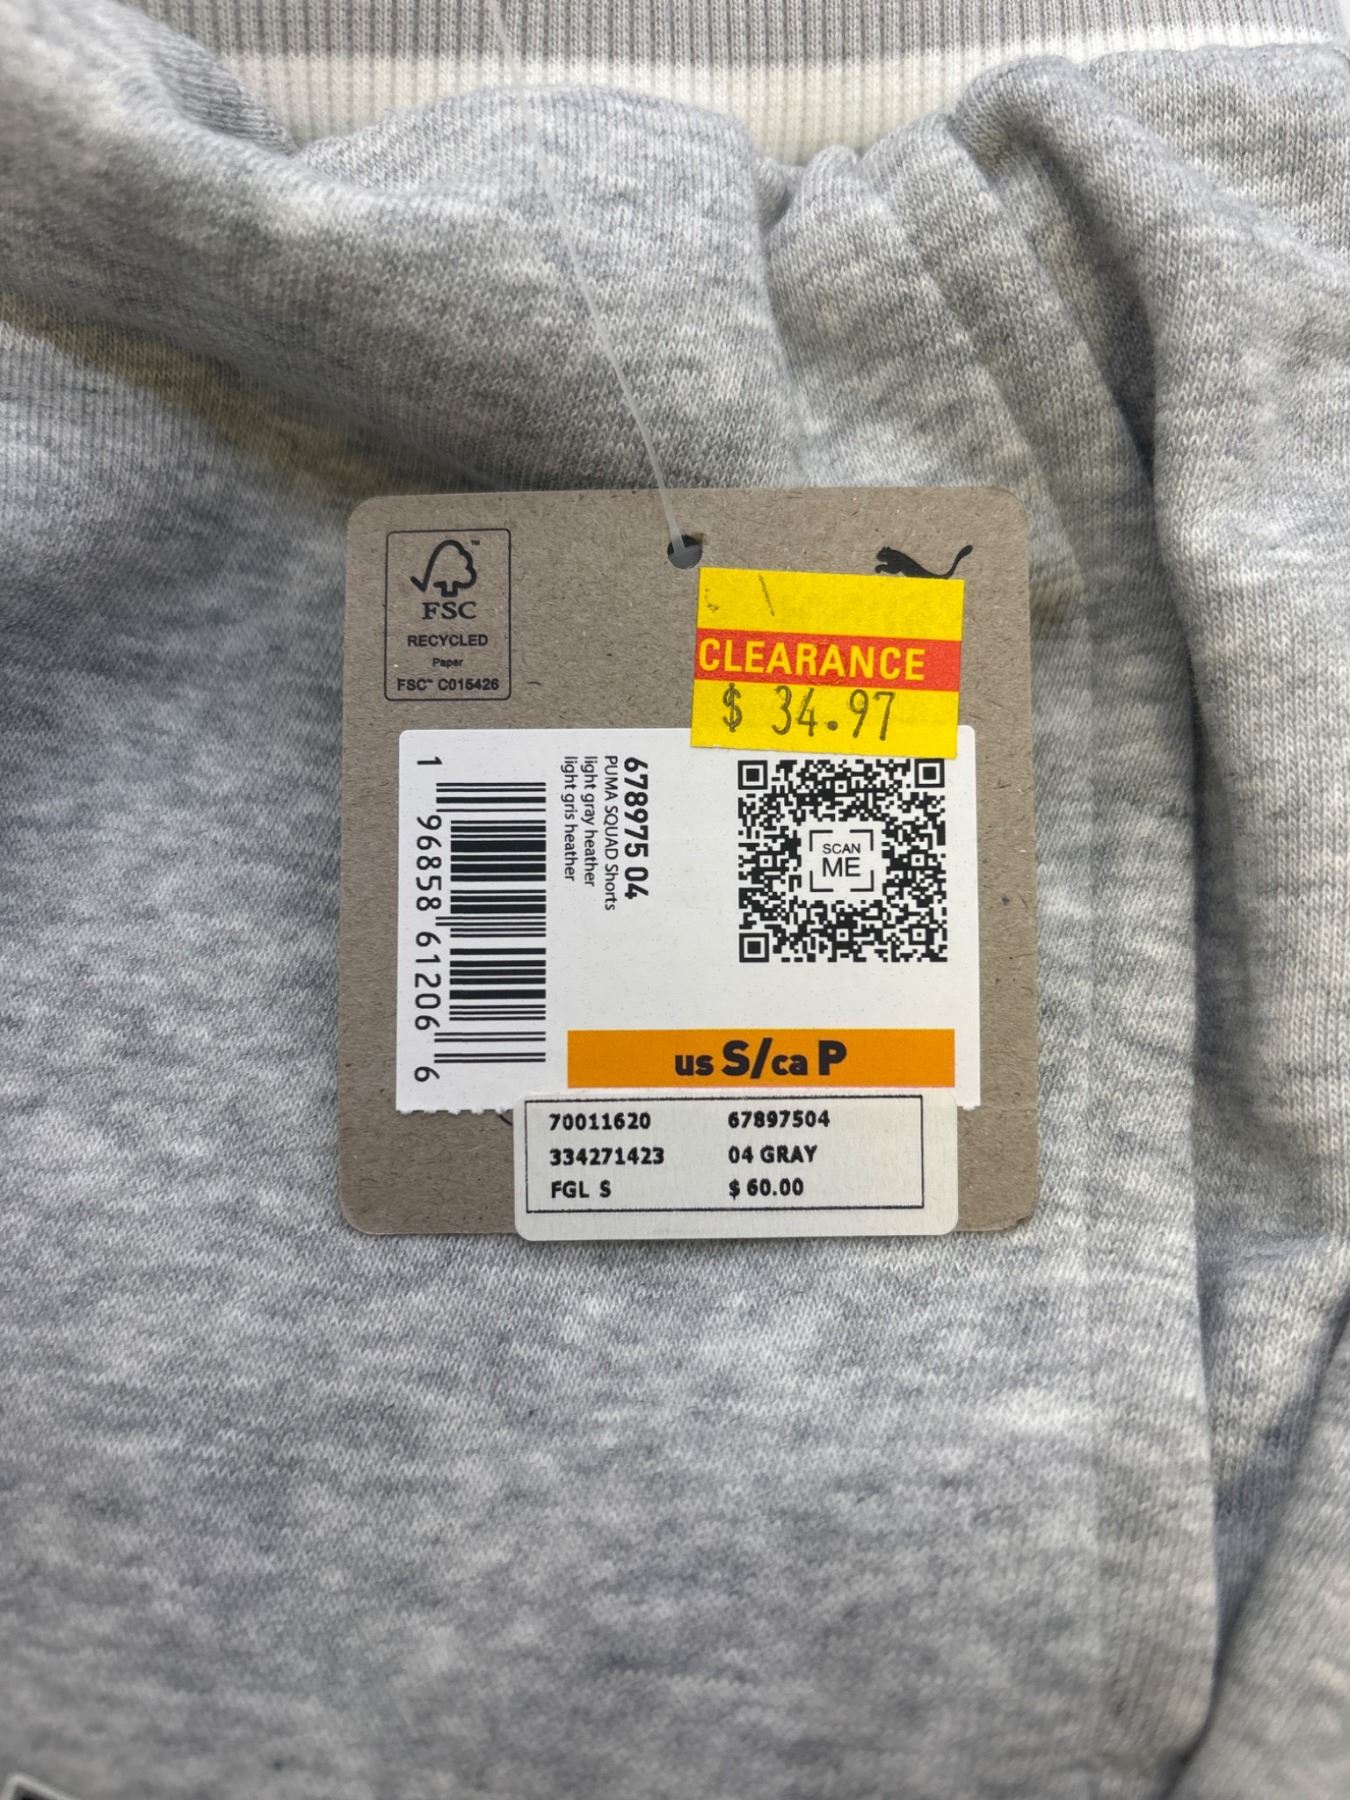 FSC™
RECYCLED
Paper
FSC™ C015426
CLEARANCE
$ 34.97
678975 04
PUMA SQUAD Shorts
light gray heather
light gris heather
1 96858 61206 6
SCAN
ME
us S/ca P
70011620 67897504
334271423 04 GRAY
FGL S $ 60.00